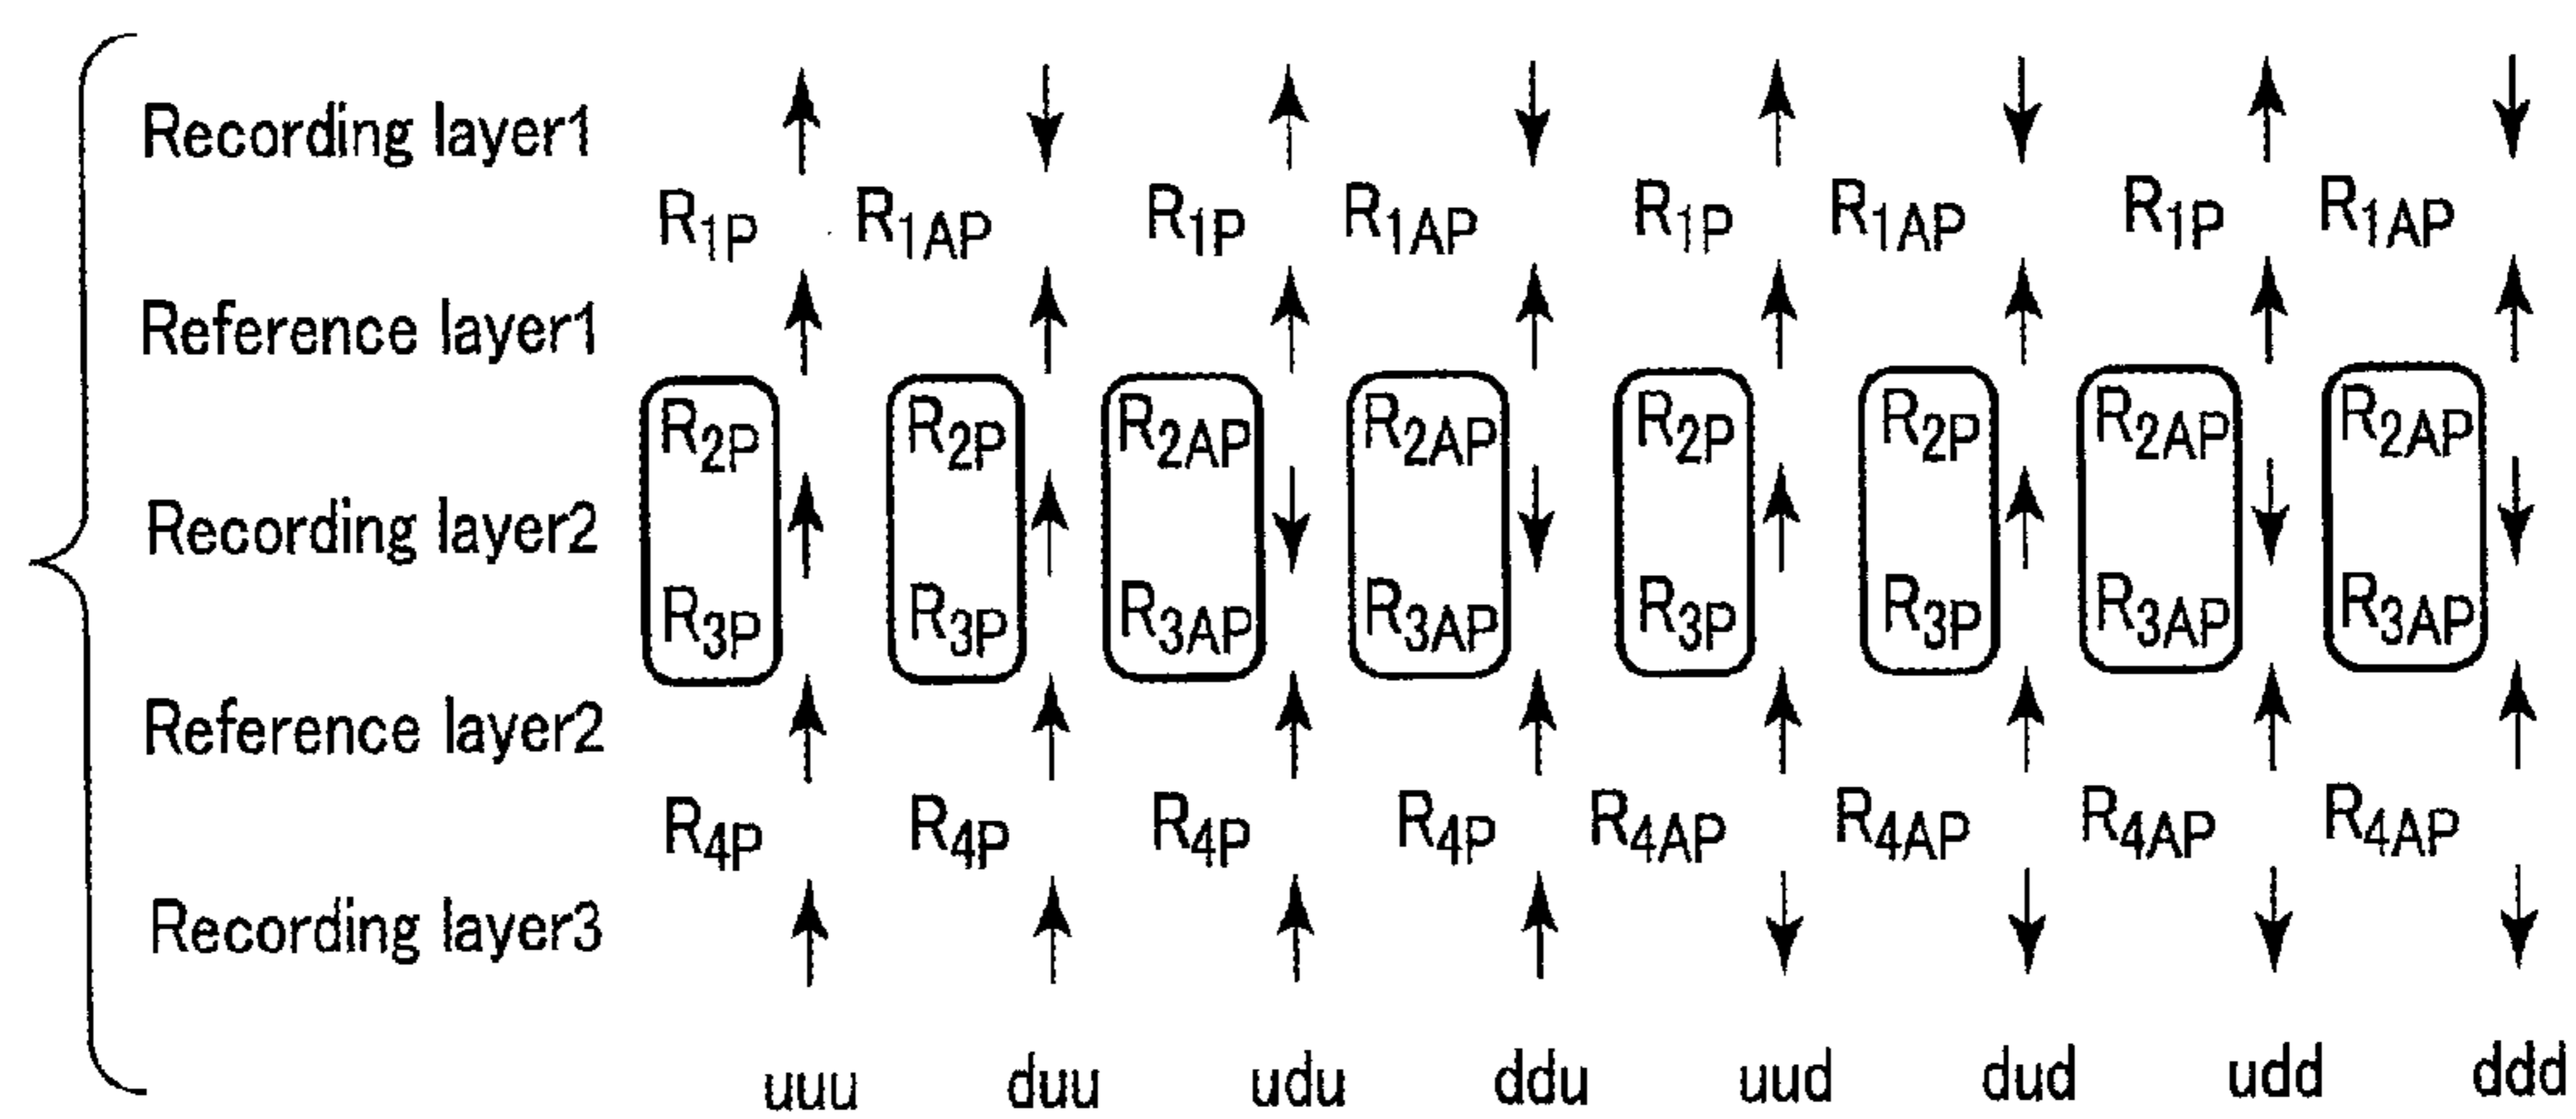 Recording layer1
R1P R1AP R1P R1AP R1P R1AP R1P R1AP
Reference layer1
R2P R2P R2AP R2AP R2P R2P R2AP R2AP
Recording layer2
R3P R3P R3AP R3AP R3P R3P R3AP R3AP
Reference layer2
R4P R4P R4P R4P R4AP R4AP R4AP R4AP
Recording layer3
uuu duu udu ddu uud dud udd ddd